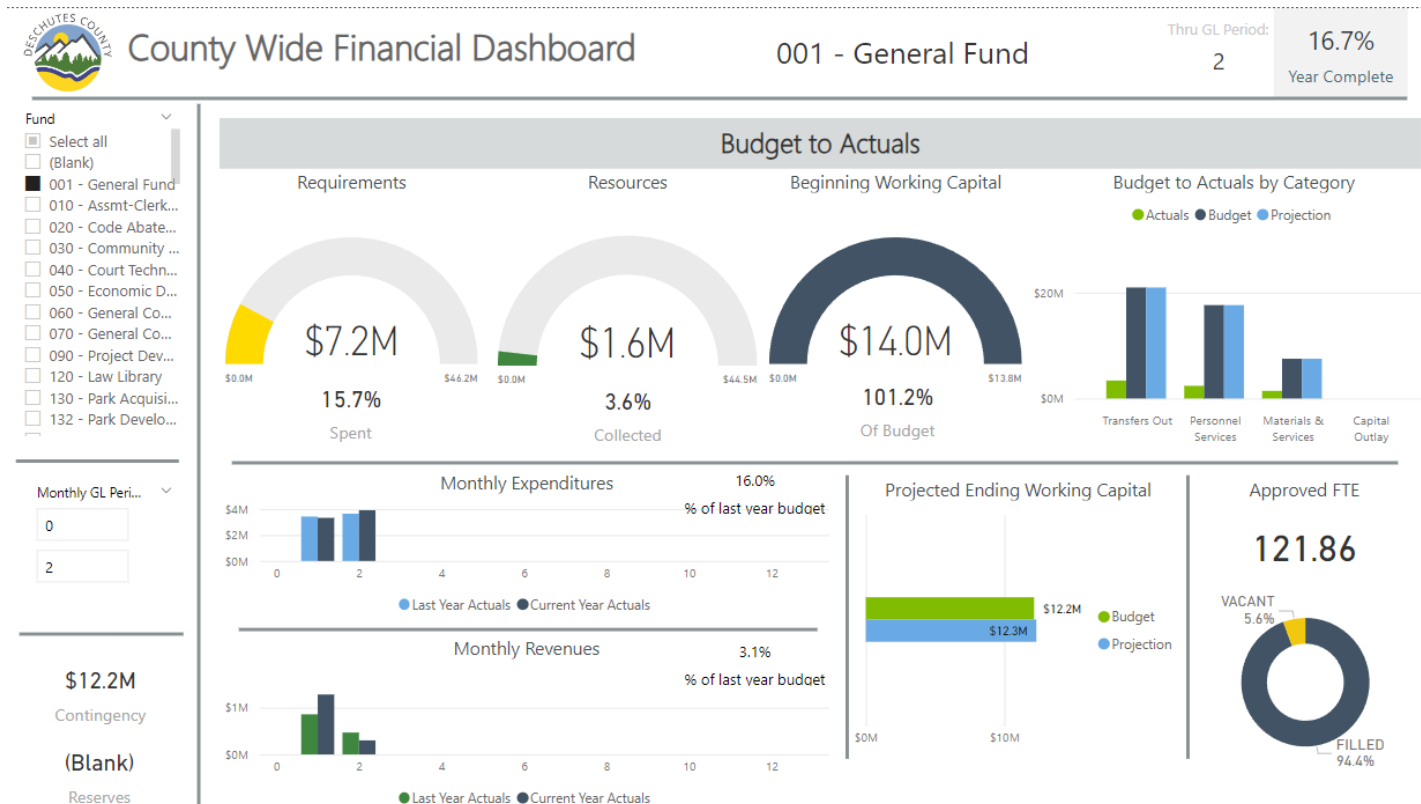 DESCHUTES COUNTY
County Wide Financial Dashboard
001 - General Fund
Thru GL Period:
2
16.7%
Year Complete
Fund
Select all
(Blank)
001 - General Fund
010 - Assmt-Clerk...
020 - Code Abate...
030 - Community ...
040 - Court Techn...
050 - Economic D...
060 - General Co...
070 - General Co...
090 - Project Dev...
120 - Law Library
130 - Park Acquisi...
132 - Park Develo...
Monthly GL Peri...
0
2
$12.2M
Contingency
(Blank)
Reserves
Budget to Actuals
Requirements
$7.2M
$0.0M
$46.2M
15.7%
Spent
Resources
$1.6M
$0.0M
$44.5M
3.6%
Collected
Beginning Working Capital
$14.0M
$0.0M
$13.8M
101.2%
Of Budget
Budget to Actuals by Category
Actuals Budget Projection
$20M
$0M
Transfers Out
Personnel
Services
Materials &
Services
Capital
Outlay
Monthly Expenditures
16.0%
% of last year budget
$4M
$2M
$0M
0 2 4 6 8 10 12
Last Year Actuals Current Year Actuals
Monthly Revenues
3.1%
% of last year budget
$1M
$0M
0 2 4 6 8 10 12
Last Year Actuals Current Year Actuals
Projected Ending Working Capital
$12.2M
$12.3M
Budget
Projection
$0M
$10M
Approved FTE
121.86
VACANT
5.6%
FILLED
94.4%